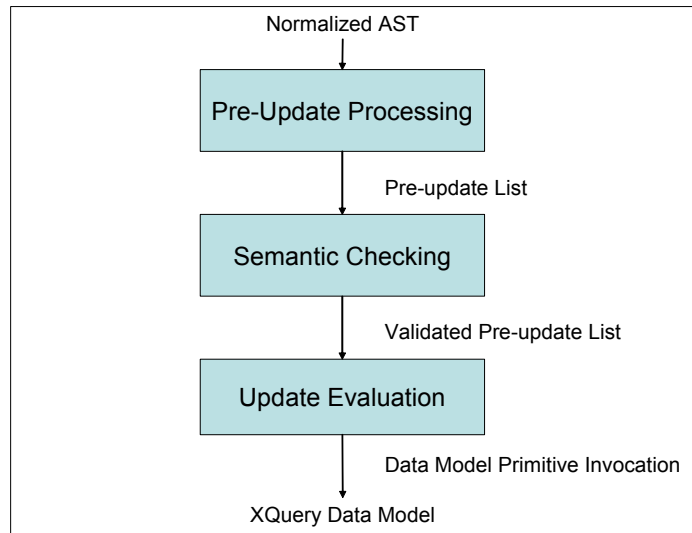 Normalized AST
Pre-Update Processing
Pre-update List
Semantic Checking
Validated Pre-update List
Update Evaluation
Data Model Primitive Invocation
XQuery Data Model